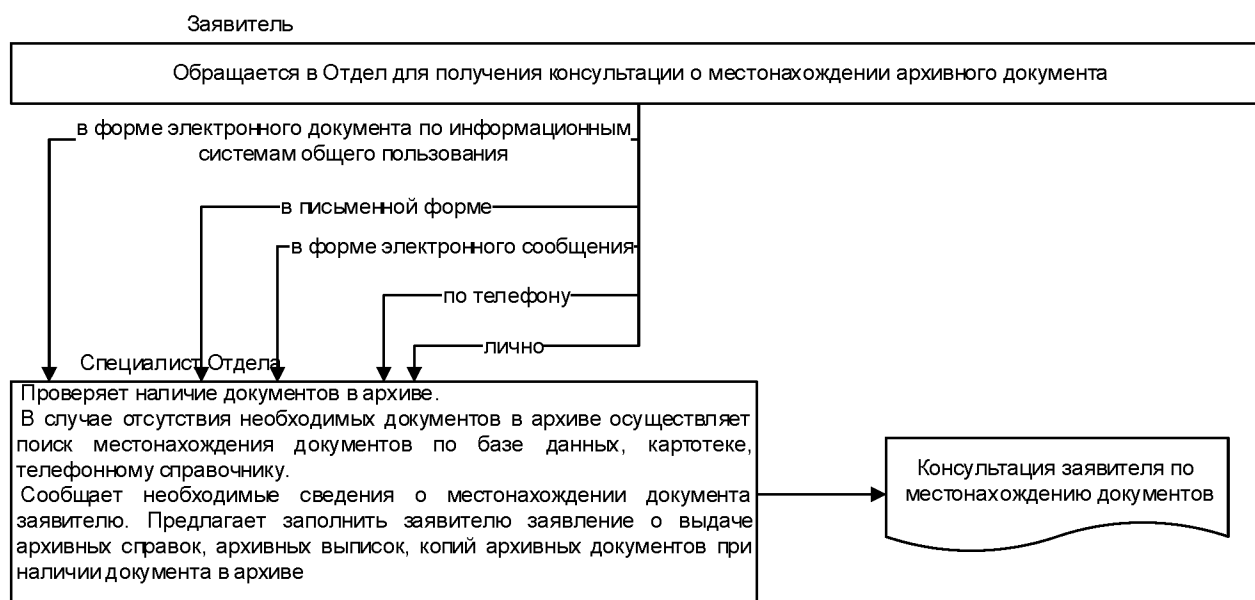 Заявитель
Обращается в Отдел для получения консультации о местонахождении архивного документа
в форме электронного документа по информационным
системам общего пользования
в письменной форме
в форме электронного сообщения
по телефону
лично
Специалист Отдела
Проверяет наличие документов в архиве.
В случае отсутствия необходимых документов в архиве осуществляет
поиск местонахождения документов по базе данных, картотеке,
телефонному справочнику.
Сообщает необходимые сведения о местонахождении документа
заявителю. Предлагает заполнить заявителю заявление о выдаче
архивных справок, архивных выписок, копий архивных документов при
наличии документа в архиве
Консультация заявителя по
местонахождению документов